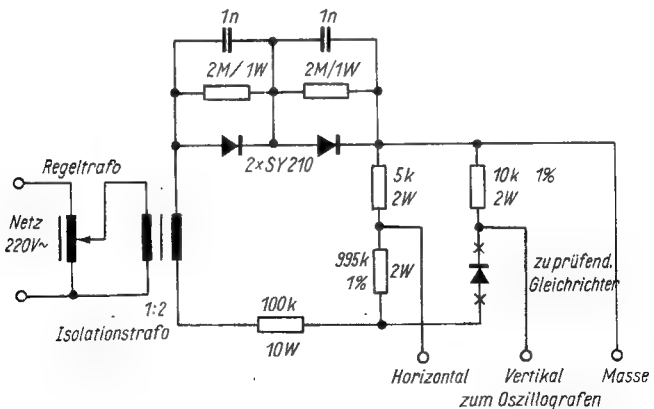 1n
1n
2M/1W
2M/1W
2×SY210
Regeltrafo
Netz
220V~
1:2
Isolationstrafo
5k
2W
10k 1%
2W
995k
1%
2W
zu prüfend.
Gleichrichter
100k
10W
Horizontal
Vertikal
Masse
zum Oszillografen